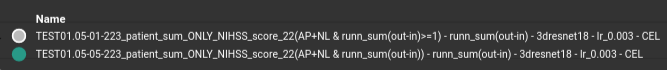 Name
TEST01.05-01-223_patient_sum_ONLY_NIHSS_score_22(AP+NL & runn_sum(out-in)>=1) - runn_sum(out-in) - 3dresnet18 - lr_0.003 - CEL
TEST01.05-05-223_patient_sum_ONLY_NIHSS_score_22(AP+NL & runn_sum(out-in)) - runn_sum(out-in) - 3dresnet18 - lr_0.003 - CEL